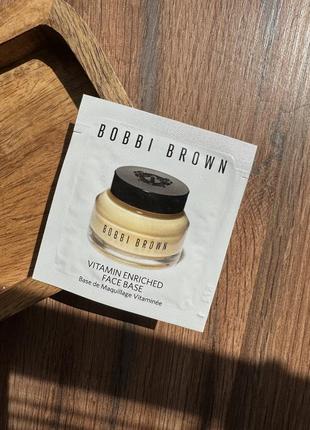 BOBBI BROWN
BOBBI BROWN
VITAMIN ENRICHED
FACE BASE
Base de Maquillage Vitaminée